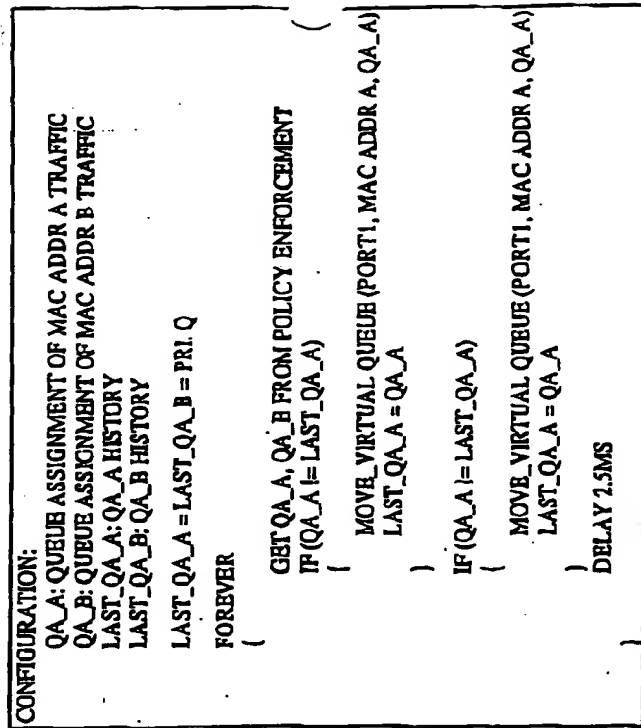 CONFIGURATION:
QA_A: QUEUE ASSIGNMENT OF MAC ADDR A TRAFFIC
QA_B: QUEUE ASSIGNMENT OF MAC ADDR B TRAFFIC
LAST_QA_A: QA_A HISTORY
LAST_QA_B: QA_B HISTORY
LAST_QA_A = LAST_QA_B = PRI. Q
FOREVER
{
GET QA_A, QA_B FROM POLICY ENFORCEMENT
IF (QA_A != LAST_QA_A)
{
MOVE_VIRTUAL QUEUE (PORT1, MAC ADDR A, QA_A)
LAST_QA_A = QA_A
}
IF (QA_A != LAST_QA_A)
{
MOVE_VIRTUAL QUEUE (PORT1, MAC ADDR A, QA_A)
LAST_QA_A = QA_A
}
DELAY 2.5MS
}